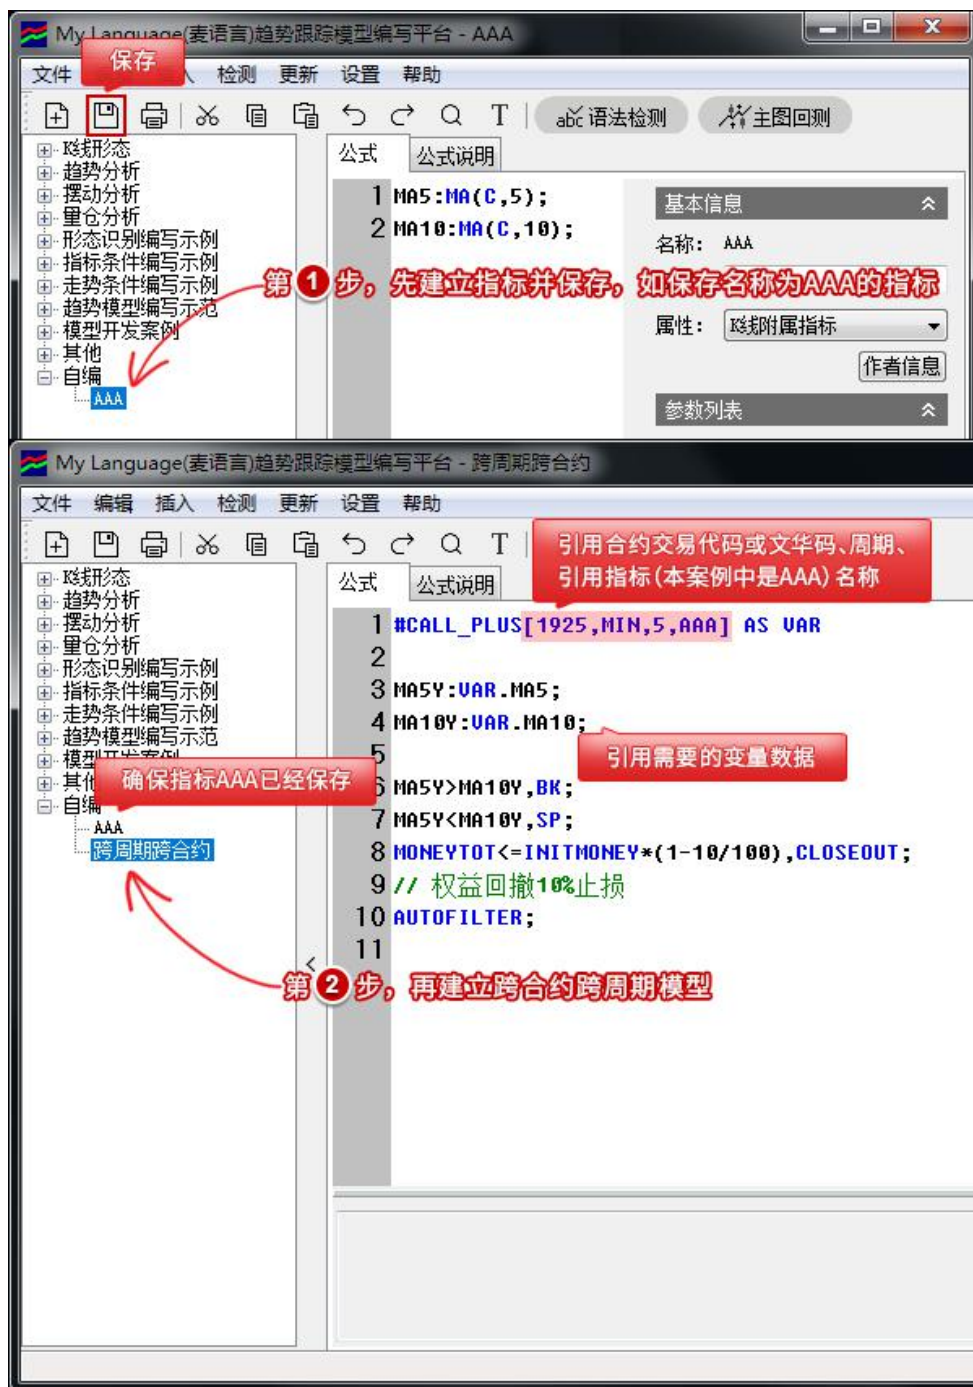 My Language(麦语言)趋势跟踪模型编写平台 - AAA
保存
文件 入 检测 更新 设置 帮助
T abc 语法检测 主图回测
K线形态
趋势分析
摆动分析
量仓分析
形态识别编写示例
指标条件编写示例
走势条件编写示例
趋势模型编写示范
模型开发案例
其他
自编
AAA
公式 公式说明
1 MA5:MA(C,5);
2 MA10:MA(C,10);
基本信息
名称: AAA
第1步，先建立指标并保存，如保存名称为AAA的指标
属性: K线附属指标
作者信息
参数列表
My Language(麦语言)趋势跟踪模型编写平台 - 跨周期跨合约
文件 编辑 插入 检测 更新 设置 帮助
T
引用合约交易代码或文华码、周期、
引用指标(本案例中是AAA)名称
K线形态
趋势分析
摆动分析
量仓分析
形态识别编写示例
指标条件编写示例
走势条件编写示例
趋势模型编写示范
模型开发案例
其他
确保指标AAA已经保存
自编
AAA
跨周期跨合约
公式 公式说明
1 #CALL_PLUS[1925,MIN,5,AAA] AS VAR
2
3 MA5Y:VAR.MA5;
4 MA10Y:VAR.MA10;
5
引用需要的变量数据
6 MA5Y>MA10Y,BK;
7 MA5Y<MA10Y,SP;
8 MONEYTOT<=INITMONEY*(1-10/100),CLOSEOUT;
9 // 权益回撤10%止损
10 AUTOFILTER;
11
第2步，再建立跨合约跨周期模型